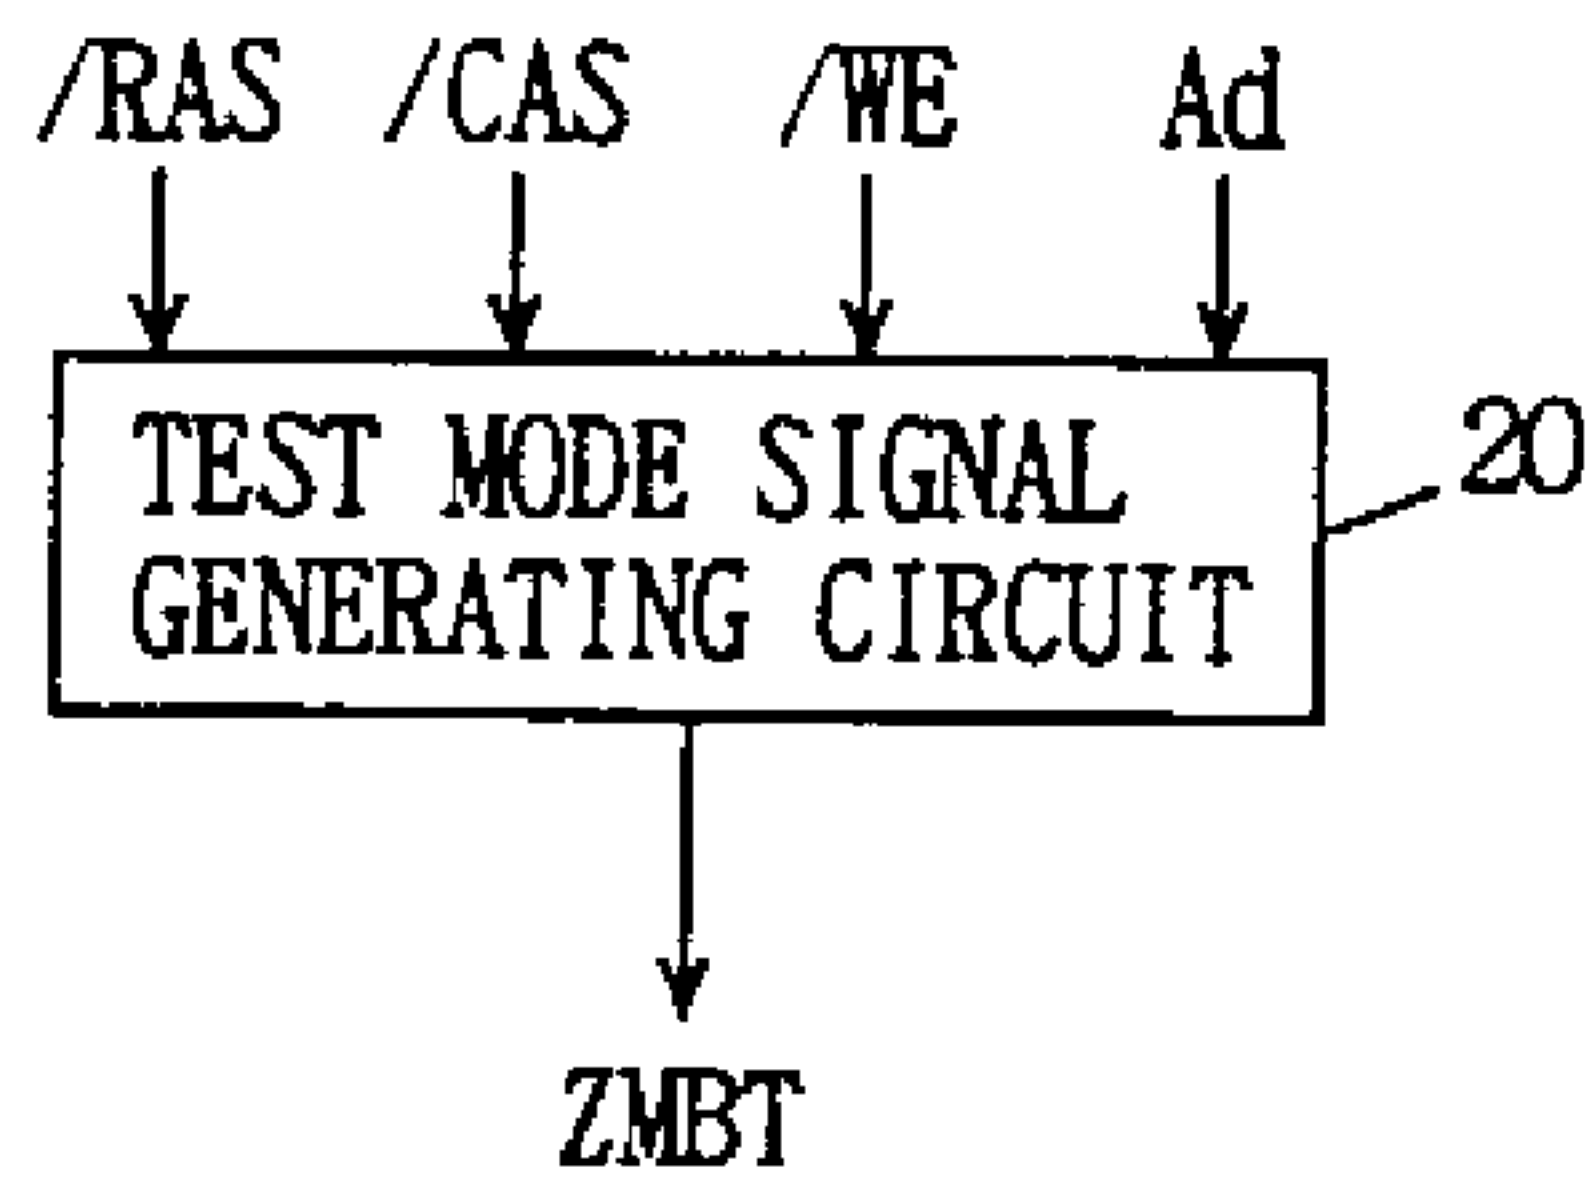 /RAS /CAS /WE Ad
TEST MODE SIGNAL
GENERATING CIRCUIT
20
ZMBT